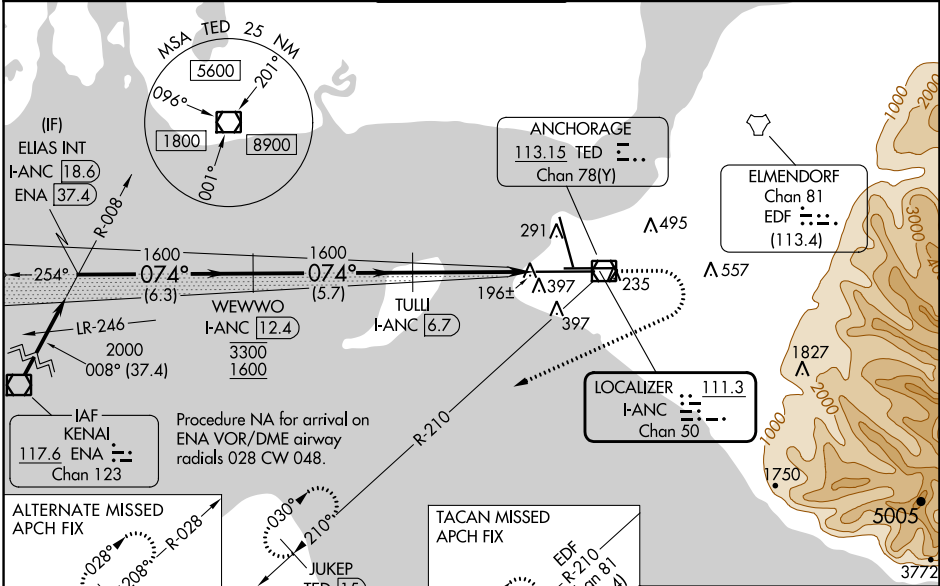 MSA TED 25 NM
5600
096°
201°
1800
8900
001°
(IF)
ELIAS INT
I-ANC 18.6
ENA 37.4
R-008
ANCHORAGE
113.15 TED
Chan 78(Y)
ELMENDORF
Chan 81
EDF
(113.4)
1000
2000
3000
291
495
1600
1600
254°
074°
074°
(6.3)
(5.7)
196±
397
235
557
397
WEWWO
I-ANC 12.4
3300
1600
TULLI
I-ANC 6.7
LR-246
2000
008° (37.4)
IAF
KENAI
117.6 ENA
Chan 123
Procedure NA for arrival on
ENA VOR/DME airway
radials 028 CW 048.
R-210
LOCALIZER 111.3
I-ANC
Chan 50
1827
2000
1000
1750
5005
3772
ALTERNATE MISSED
APCH FIX
028°
208°
R-028
030°
210°
JUKEP
TED 15
TACAN MISSED
APCH FIX
EDF
R-210